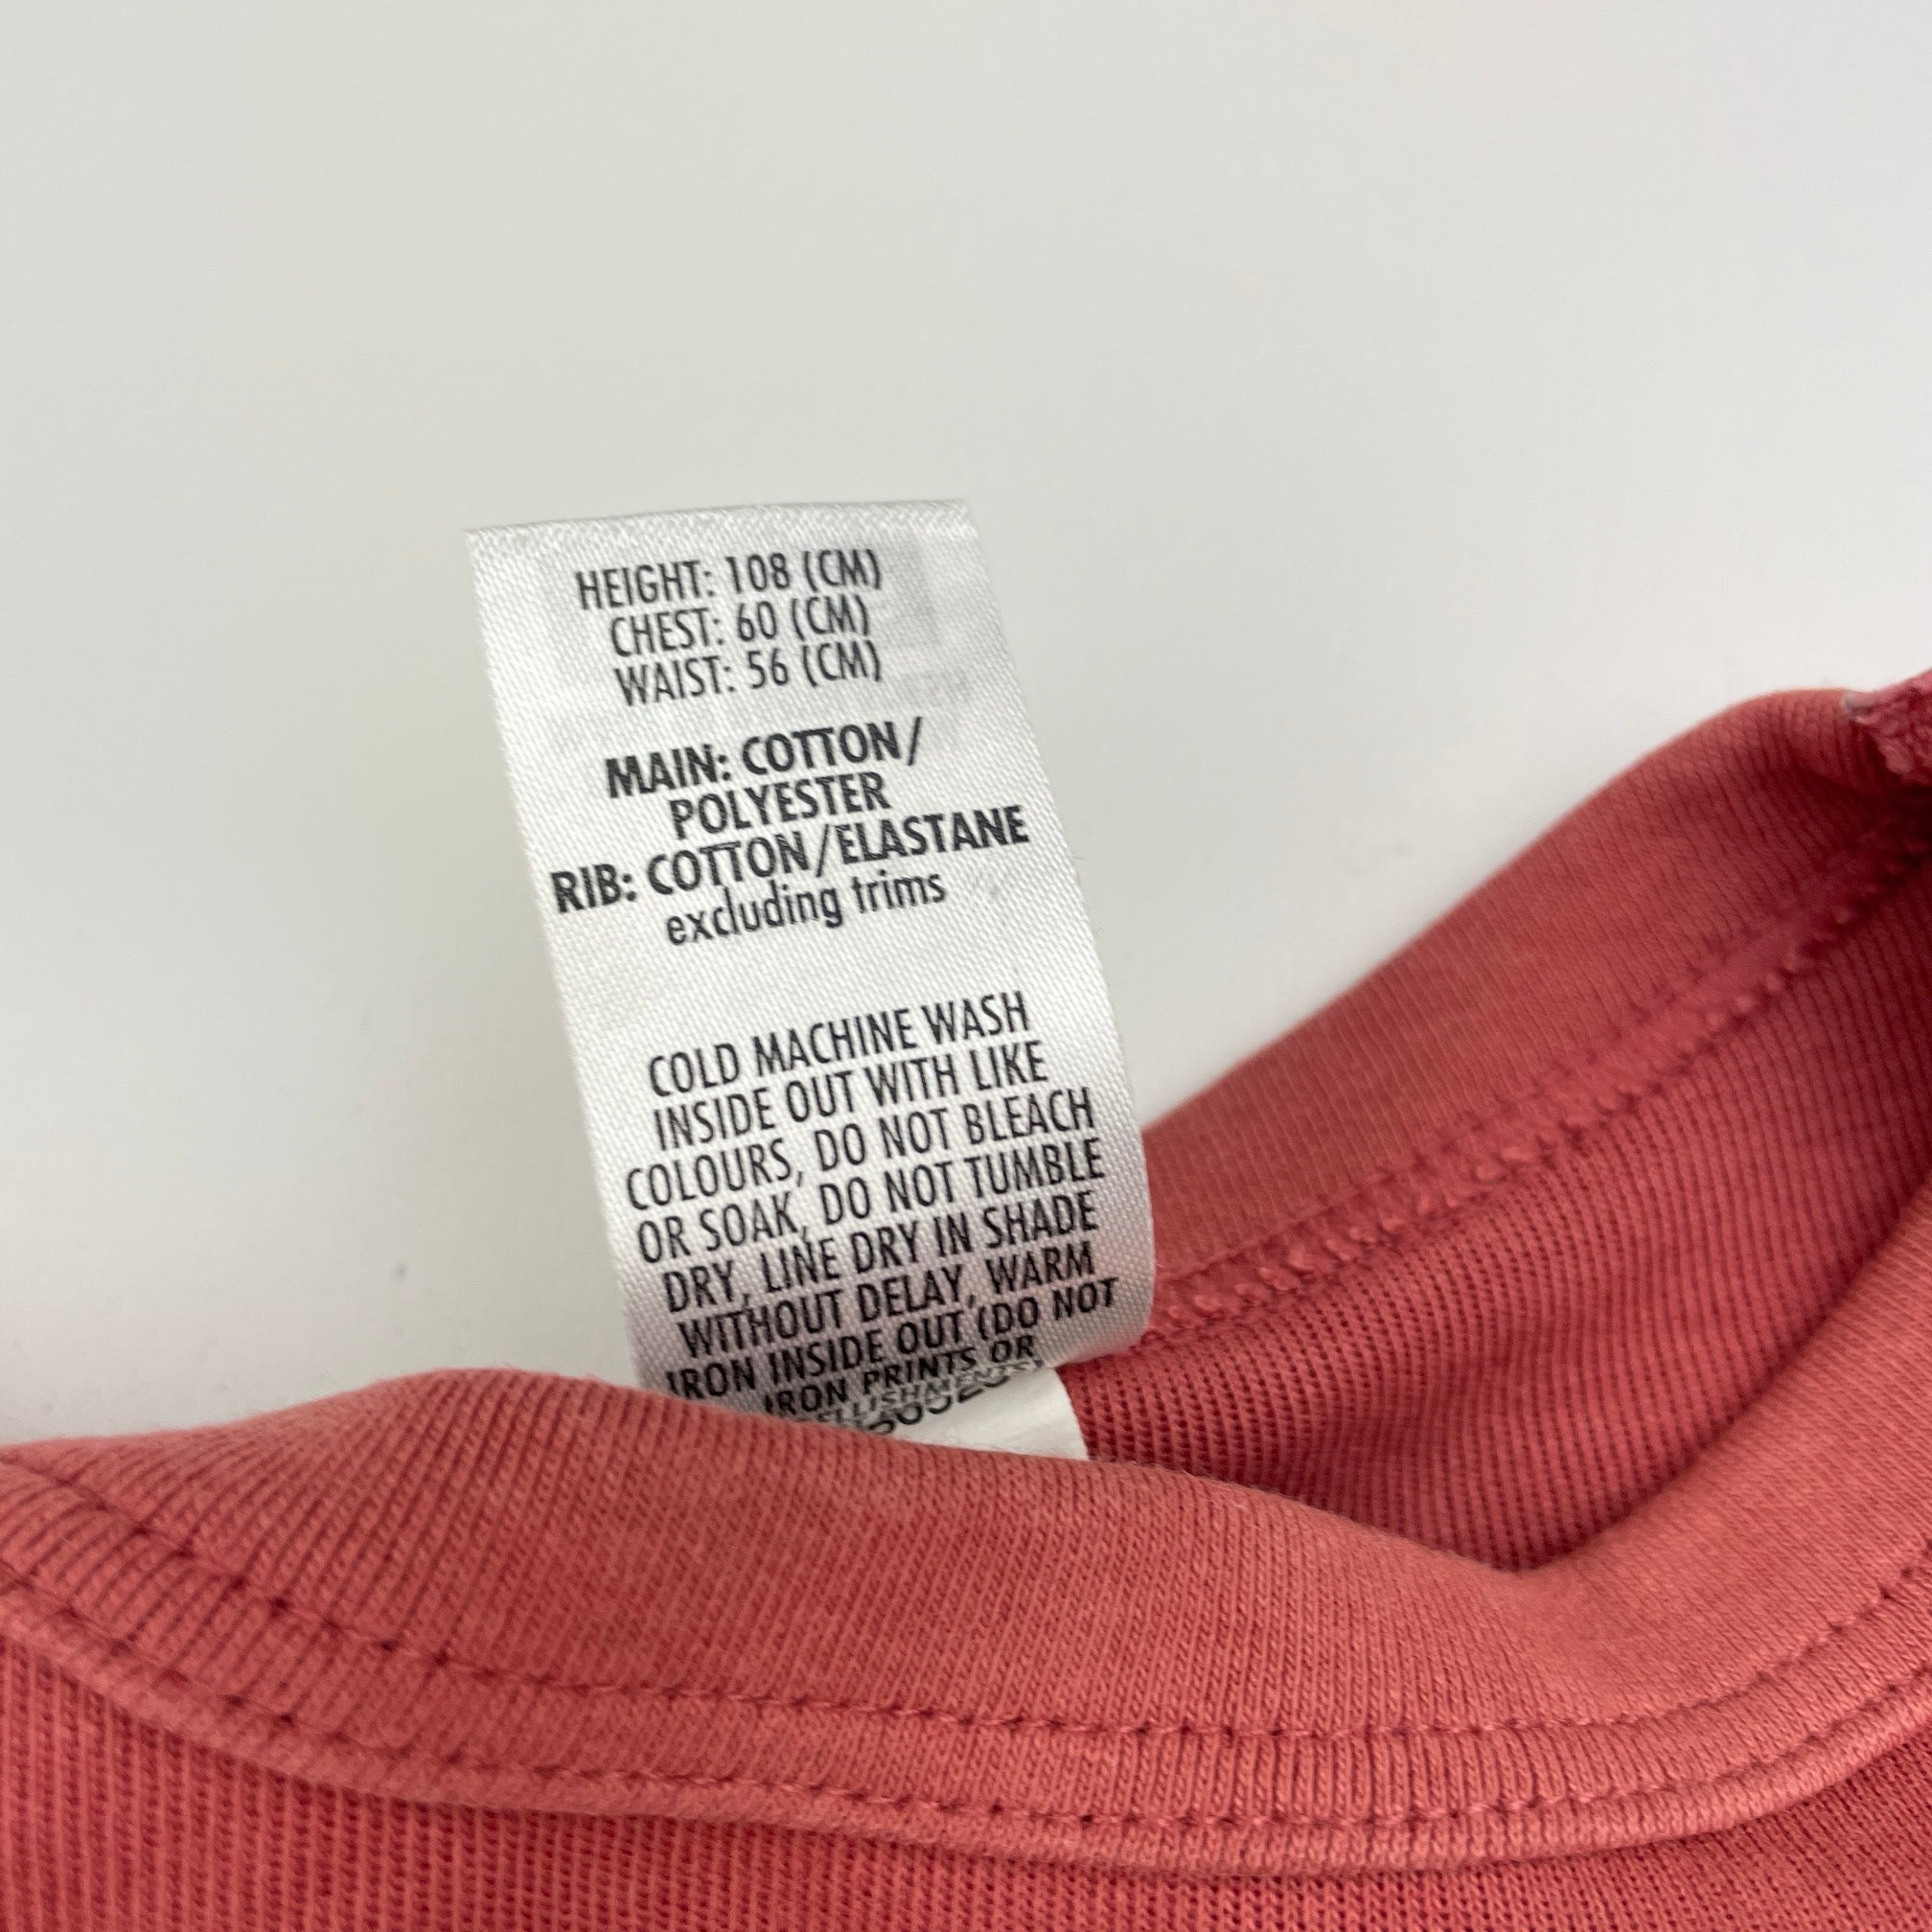 HEIGHT: 108 (CM)
CHEST: 60 (CM)
WAIST: 56 (CM)
MAIN: COTTON/
POLYESTER
RIB: COTTON/ELASTANE
excluding trims
COLD MACHINE WASH
INSIDE OUT WITH LIKE
COLOURS, DO NOT BLEACH
OR SOAK, DO NOT TUMBLE
DRY, LINE DRY IN SHADE
WITHOUT DELAY, WARM
IRON INSIDE OUT (DO NOT
IRON PRINTS OR